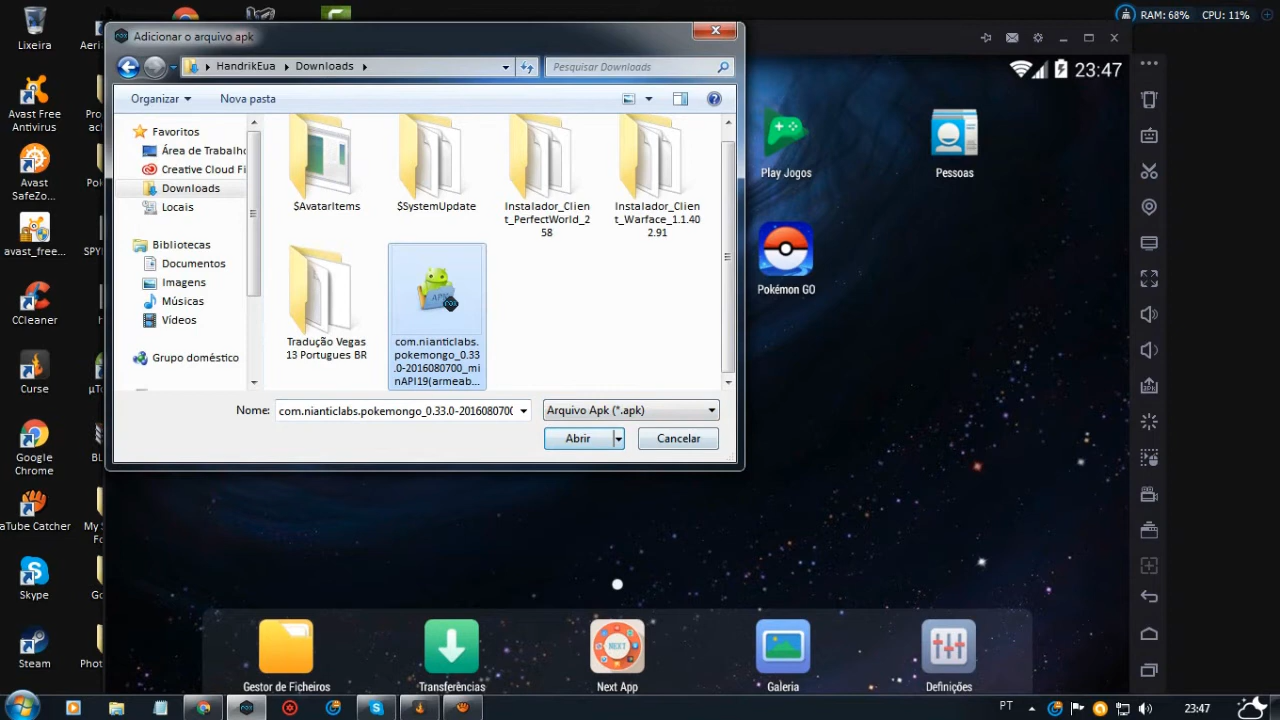 RAM: 68% CPU: 11%
Adicionar o arquivo apk
HandrikEua
Downloads
Pesquisar Downloads
Organizar
Nova pasta
Favoritos
Área de Trabalho
Creative Cloud Fi
Downloads
Locais
Bibliotecas
Documentos
Imagens
Músicas
Vídeos
Grupo doméstico
$AvatarItems
$SystemUpdate
Instalador_Clien
t_PerfectWorld_2
58
Instalador_Clien
t_Warface_1.1.40
2.91
Tradução Vegas
13 Portugues BR
com.nianticlabs.
pokemongo_0.33
.0-2016080700_mi
nAPI19(armeab...
Nome:
com.nianticlabs.pokemongo_0.33.0-2016080700
Arquivo Apk (*.apk)
Abrir
Cancelar
23:47
Play Jogos
Pessoas
Pokémon GO
Gestor de Ficheiros
Transferências
NEXT
Next App
Galeria
Definições
Lixeira
Avast Free
Antivirus
Avast
SafeZo...
avast_free...
CCleaner
Curse
Google
Chrome
aTube Catcher
Skype
Steam
PT
23:47